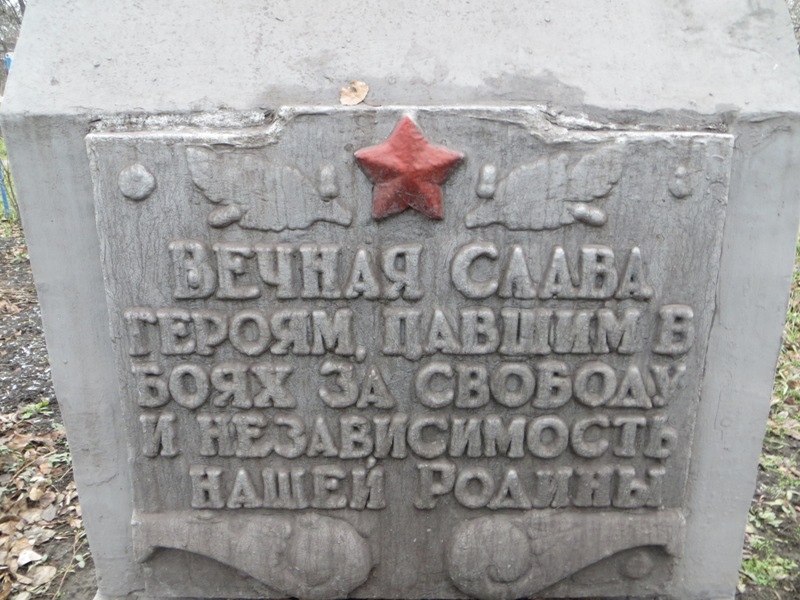 ВЕЧНАЯ СЛАВА
ГЕРОЯМ, ПАВШИМ В
БОЯХ ЗА СВОБОДУ
И НЕЗАВИСИМОСТЬ
НАШЕЙ РОДИНЫ